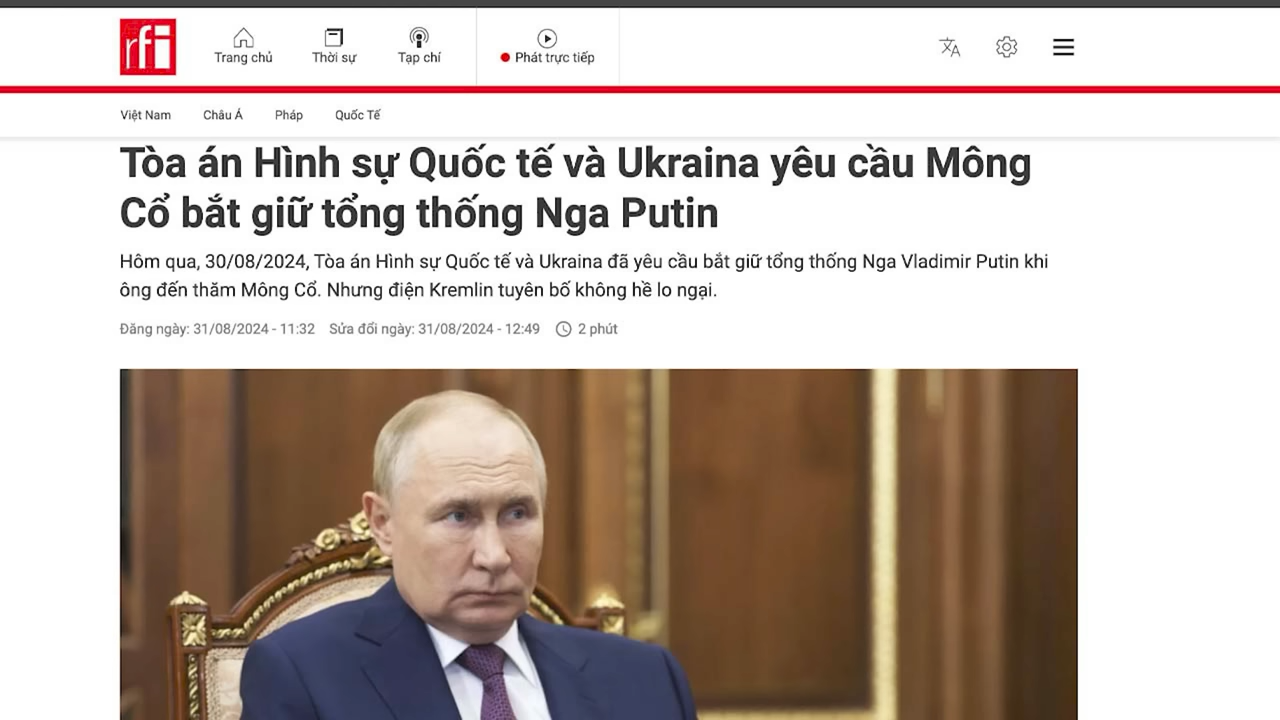 rfi
Trang chủ
Thời sự
Tạp chí
Phát trực tiếp
Việt Nam
Châu Á
Pháp
Quốc Tế
Tòa án Hình sự Quốc tế và Ukraina yêu cầu Mông
Cổ bắt giữ tổng thống Nga Putin
Hôm qua, 30/08/2024, Tòa án Hình sự Quốc tế và Ukraina đã yêu cầu bắt giữ tổng thống Nga Vladimir Putin khi
ông đến thăm Mông Cổ. Nhưng điện Kremlin tuyên bố không hề lo ngại.
Đăng ngày: 31/08/2024 - 11:32 Sửa đổi ngày: 31/08/2024 - 12:49 2 phút